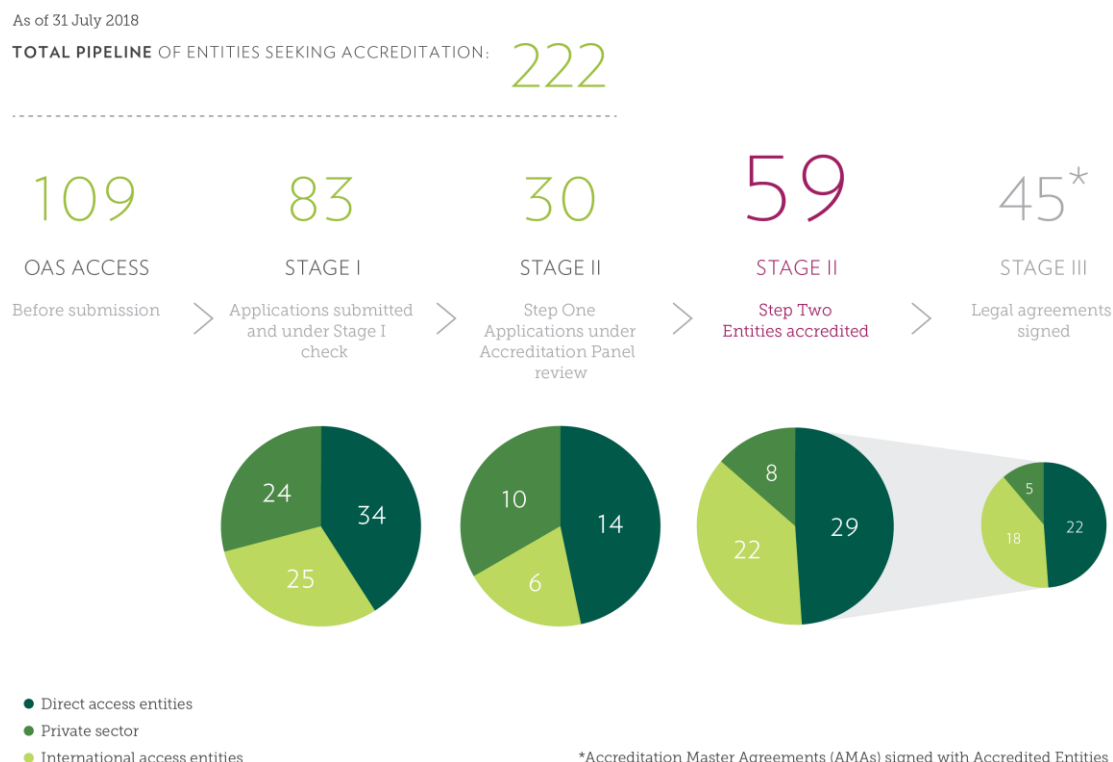 As of 31 July 2018
TOTAL PIPELINE OF ENTITIES SEEKING ACCREDITATION: 222
109
OAS ACCESS
Before submission
83
STAGE I
Applications submitted
and under Stage I
check
30
STAGE II
Step One
Applications under
Accreditation Panel
review
59
STAGE II
Step Two
Entities accredited
45*
STAGE III
Legal agreements
signed
24
34
25
10
14
6
8
29
22
5
22
18
Direct access entities
Private sector
International access entities
*Accreditation Master Agreements (AMAs) signed with Accredited Entities